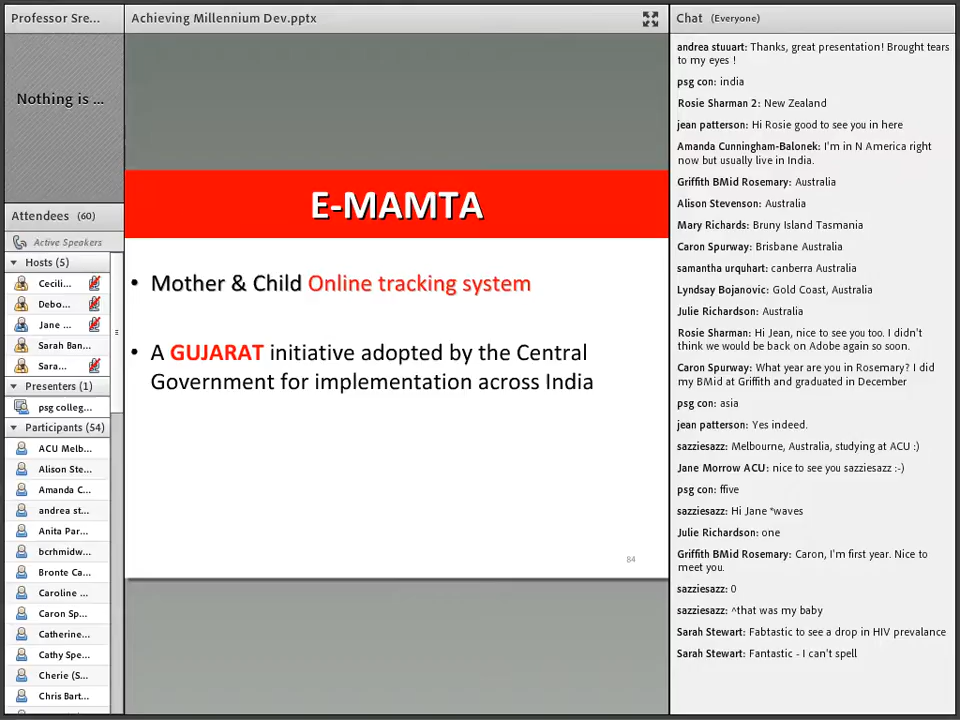 Professor Sre...
Nothing is ...
Attendees (60)
Active Speakers
Hosts (5)
Cecili...
Debo...
Jane ...
Sarah Ban...
Sara...
Presenters (1)
psg colleg...
Participants (54)
ACU Melb...
Alison Ste...
Amanda C...
andrea st...
Anita Par...
bcrhmidw...
Bronte Ca...
Caroline ...
Caron Sp...
Catherine...
Cathy Spe...
Cherie (S...
Chris Bart...
Achieving Millennium Dev.pptx
E-MAMTA
• Mother & Child Online tracking system
• A GUJARAT initiative adopted by the Central
Government for implementation across India
84
Chat (Everyone)
andrea stuuart: Thanks, great presentation! Brought tears
to my eyes !
psg con: india
Rosie Sharman 2: New Zealand
jean patterson: Hi Rosie good to see you in here
Amanda Cunningham-Balonek: I'm in N America right
now but usually live in India.
Griffith BMid Rosemary: Australia
Alison Stevenson: Australia
Mary Richards: Bruny Island Tasmania
Caron Spurway: Brisbane Australia
samantha urquhart: canberra Australia
Lyndsay Bojanovic: Gold Coast, Australia
Julie Richardson: Australia
Rosie Sharman: Hi Jean, nice to see you too. I didn't
think we would be back on Adobe again so soon.
Caron Spurway: What year are you in Rosemary? I did
my BMid at Griffith and graduated in December
psg con: asia
jean patterson: Yes indeed.
sazziesazz: Melbourne, Australia, studying at ACU :)
Jane Morrow ACU: nice to see you sazziesazz :-)
psg con: ffive
sazziesazz: Hi Jane *waves
Julie Richardson: one
Griffith BMid Rosemary: Caron, I'm first year. Nice to
meet you.
sazziesazz: 0
sazziesazz: ^that was my baby
Sarah Stewart: Fabtastic to see a drop in HIV prevalance
Sarah Stewart: Fantastic - I can't spell